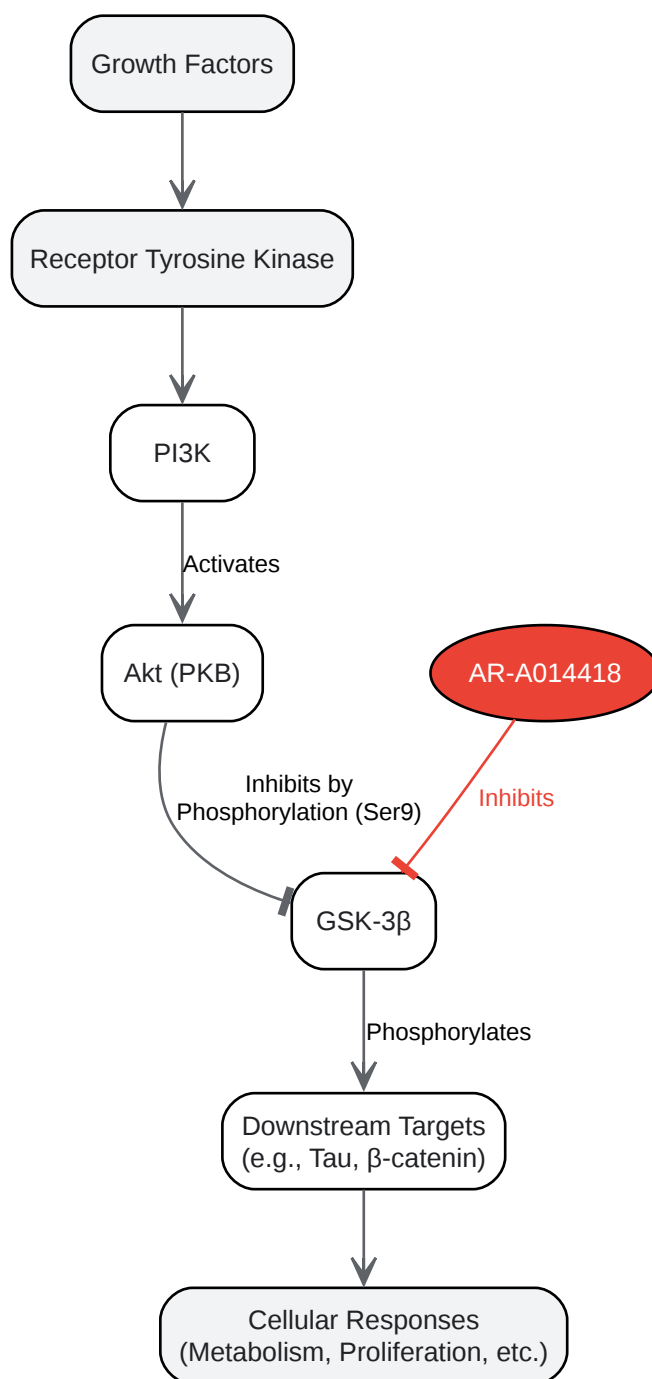 Growth Factors
Receptor Tyrosine Kinase
PI3K
Activates
Akt (PKB)
AR-A014418
Inhibits by
Phosphorylation (Ser9)
Inhibits
GSK-3β
Phosphorylates
Downstream Targets
(e.g., Tau, β-catenin)
Cellular Responses
(Metabolism, Proliferation, etc.)